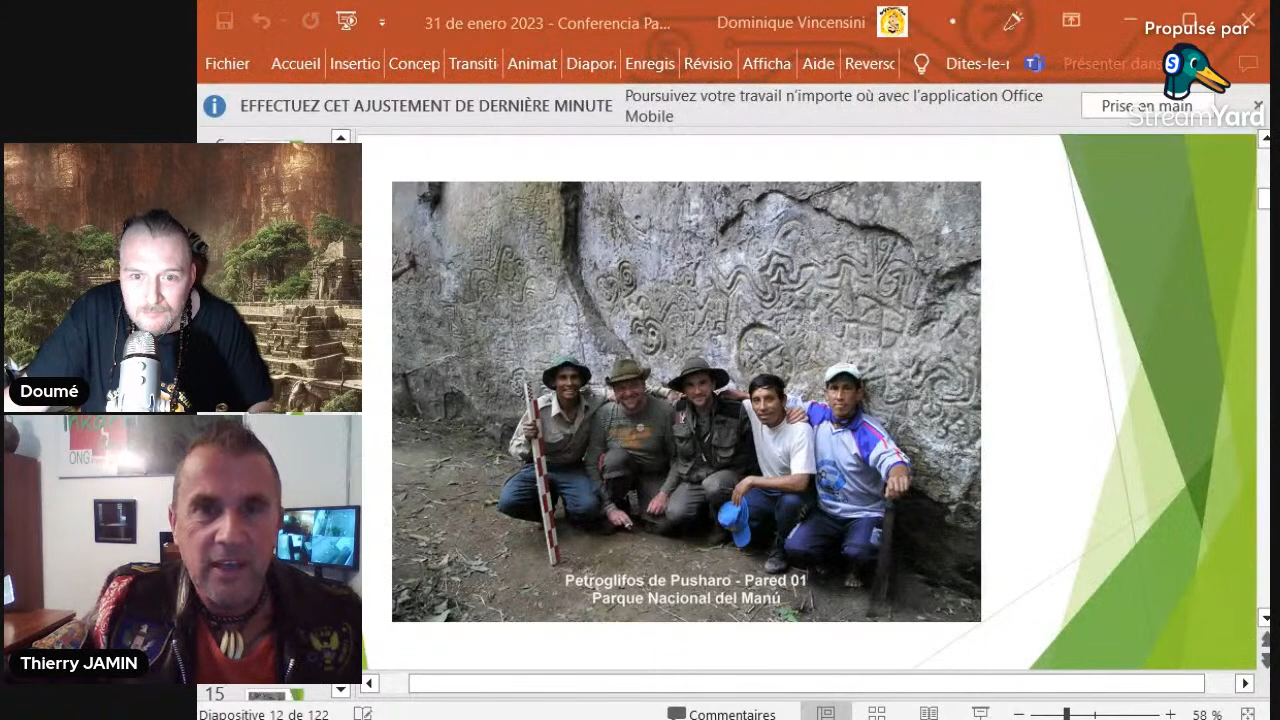 31 de enero 2023 - Conferencia Pa...
Dominique Vincensini
Propulsé par
StreamYard
Fichier Accueil Insertio Concep Transiti Animat Diapora Enregis Révisio Afficha Aide Reverso Dites-le-r Présenter dans
EFFECTUEZ CET AJUSTEMENT DE DERNIÈRE MINUTE
Poursuivez votre travail n'importe où avec l'application Office
Mobile
Prise en main
Doumé
ONG
Thierry JAMIN
Petroglifos de Pusharo - Pared 01
Parque Nacional del Manú
15
Diapositive 12 de 122
Commentaires
58 %